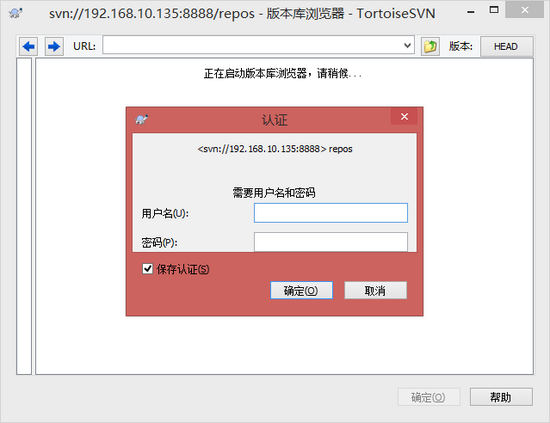 svn://192.168.10.135:8888/repos - 版本库浏览器 - TortoiseSVN
URL: 版本: HEAD
正在启动版本库浏览器，请稍候...
认证
<svn://192.168.10.135:8888> repos
需要用户名和密码
用户名(U):
密码(P):
保存认证(S)
确定(O) 取消
确定(O) 帮助